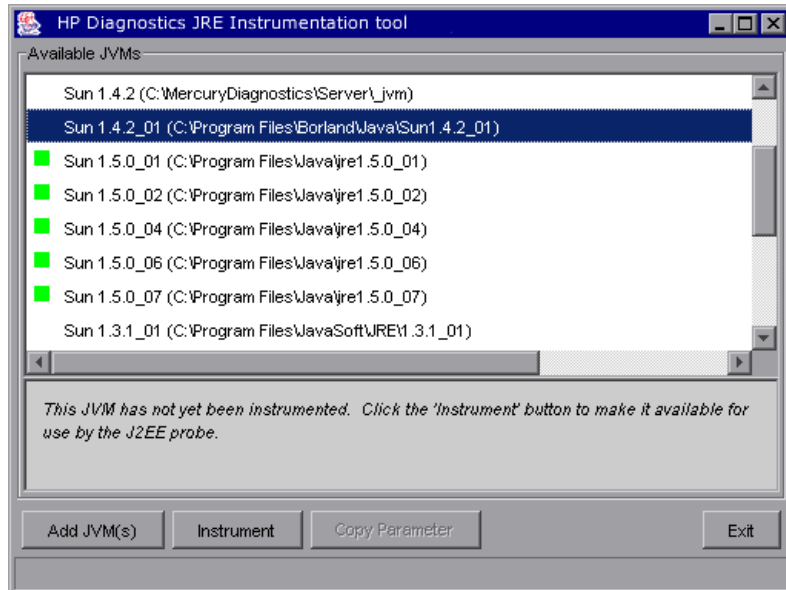 HP Diagnostics JRE Instrumentation tool
Available JVMs
Sun 1.4.2 (C:\MercuryDiagnostics\Server\_jvm)
Sun 1.4.2_01 (C:\Program Files\Borland\Java\Sun1.4.2_01)
Sun 1.5.0_01 (C:\Program Files\Java\jre1.5.0_01)
Sun 1.5.0_02 (C:\Program Files\Java\jre1.5.0_02)
Sun 1.5.0_04 (C:\Program Files\Java\jre1.5.0_04)
Sun 1.5.0_06 (C:\Program Files\Java\jre1.5.0_06)
Sun 1.5.0_07 (C:\Program Files\Java\jre1.5.0_07)
Sun 1.3.1_01 (C:\Program Files\JavaSoft\JRE\1.3.1_01)
This JVM has not yet been instrumented. Click the 'Instrument' button to make it available for
use by the J2EE probe.
Add JVM(s) Instrument Copy Parameter Exit